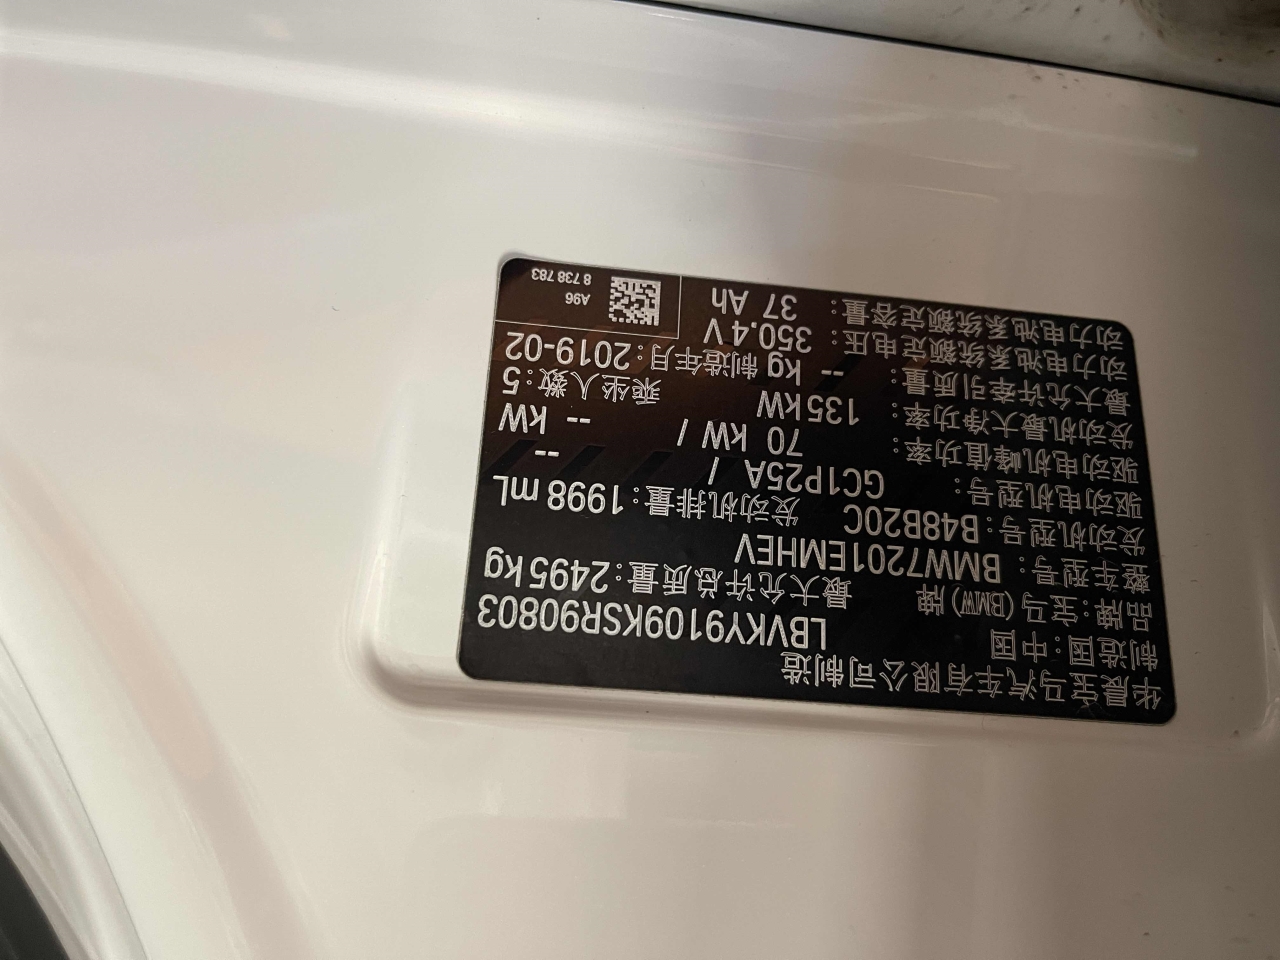 华晨宝马汽车有限公司制造
制造国：中国 LBVKY9109KSR90803
品牌：宝马(BMW)牌 最大允许总质量：2495kg
整车型号：BMW7201EMHEV
发动机型号：B48B20C 发动机排量：1998 mL
驱动电机型号： GC1P25A / --
驱动电机峰值功率： 70 kW / -- kW
发动机最大净功率： 135kW 乘坐人数：5
最大允许牵引质量： -- kg 制造年月：2019-02
动力电池系统额定电压： 350.4 V
动力电池系统额定容量： 37 Ah
A96
8 738 783